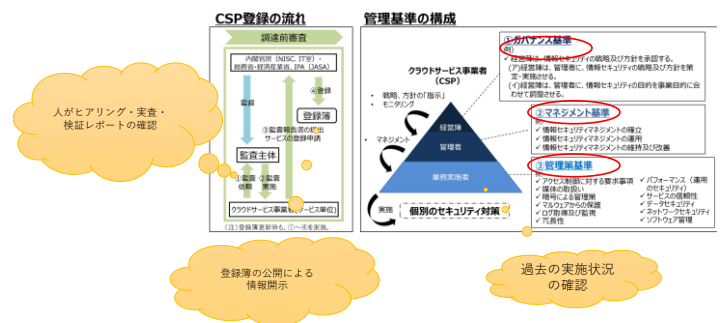 CSP登録の流れ
調達前審査
内閣官房（NISC、IT室）・
総務省・経済産業省、IPA（JASA）
④登録
登録簿
監督
③監査報告書の提出
サービスの登録申請
監査主体
①監査
依頼
②監査
実施
クラウドサービス事業者（サービス単位）
（注）登録簿更新時も、①～④を実施。
人がヒアリング・実査・
検証レポートの確認
登録簿の公開による
情報開示
管理基準の構成
クラウドサービス事業者
（CSP）
• 戦略、方針の「指示」
• モニタリング
• マネジメント
経営陣
管理者
業務実施者
実施
個別のセキュリティ対策
①ガバナンス基準
例）
✓ 経営陣は、情報セキュリティの戦略及び方針を承認する。
(ア)経営陣は、管理者に、情報セキュリティの戦略及び方針を策
定・実施させる。
(イ)経営陣は、管理者に、情報セキュリティの目的を事業目的に合
わせて調整させる。
②マネジメント基準
✓ 情報セキュリティマネジメントの確立
✓ 情報セキュリティマネジメントの運用
✓ 情報セキュリティマネジメントの維持及び改善
③管理策基準
✓ アクセス制御に対する要求事項
✓ 媒体の取扱い
✓ 暗号による管理策
✓ マルウェアからの保護
✓ ログ取得及び監視
✓ 冗長性
✓ パフォーマンス（運用
のセキュリティ）
✓ サービスの信頼性
✓ データセキュリティ
✓ ネットワークセキュリティ
✓ ソフトウェア管理
過去の実施状況
の確認